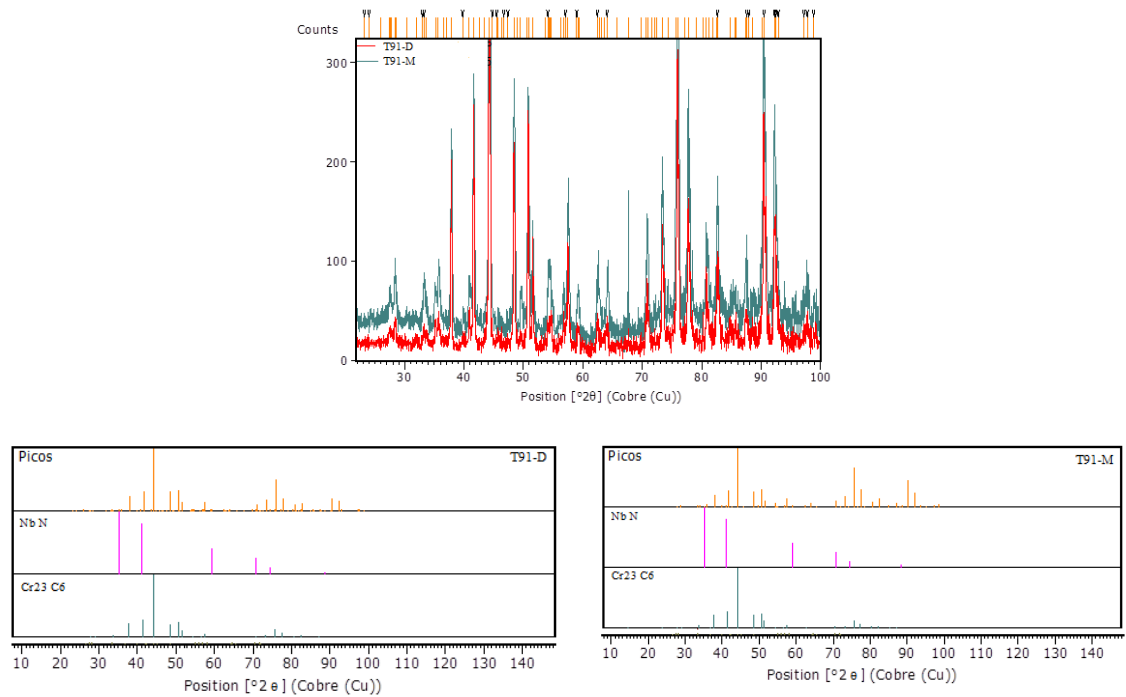 Counts
T91-D
T91-M
300
200
100
0
30 40 50 60 70 80 90 100
Position [°2θ] (Cobre (Cu))
Picos
T91-D
Nb N
Cr23 C6
10 20 30 40 50 60 70 80 90 100 110 120 130 140
Position [°2 θ] (Cobre (Cu))
Picos
T91-M
Nb N
Cr23 C6
10 20 30 40 50 60 70 80 90 100 110 120 130 140
Position [°2 θ] (Cobre (Cu))